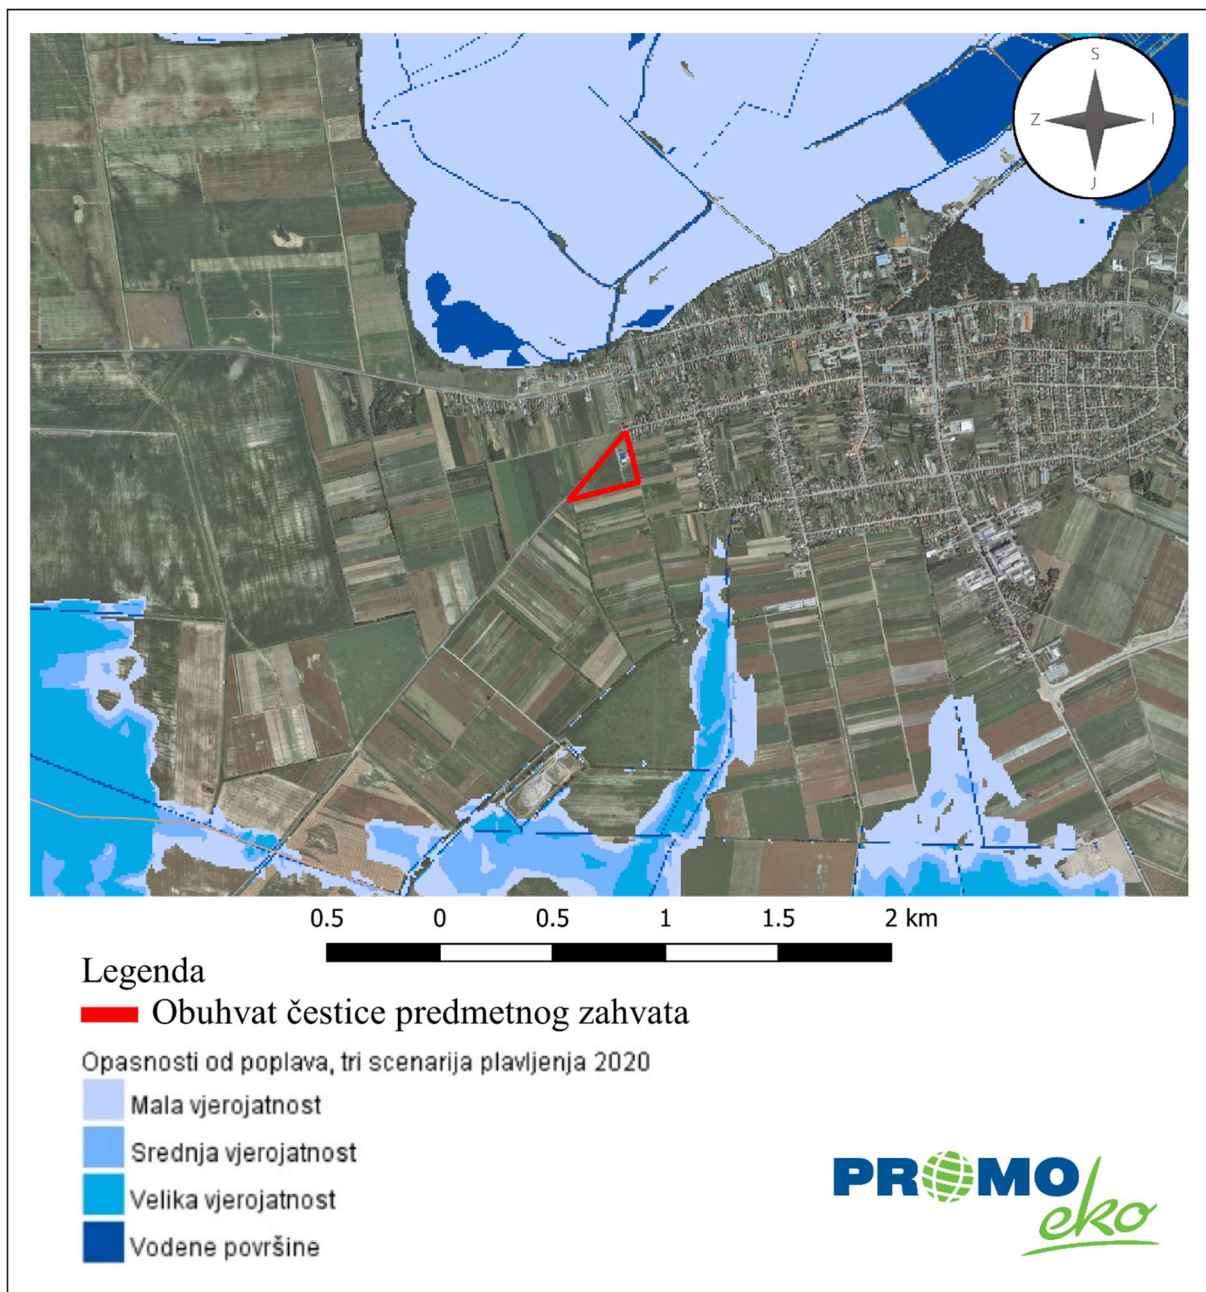 S
Z
I
J
0.5 0 0.5 1 1.5 2 km
Legenda
Obuhvat čestice predmetnog zahvata
Opasnosti od poplava, tri scenarija plavljenja 2020
Mala vjerojatnost
Srednja vjerojatnost
Velika vjerojatnost
Vodene površine
PROMO
eko